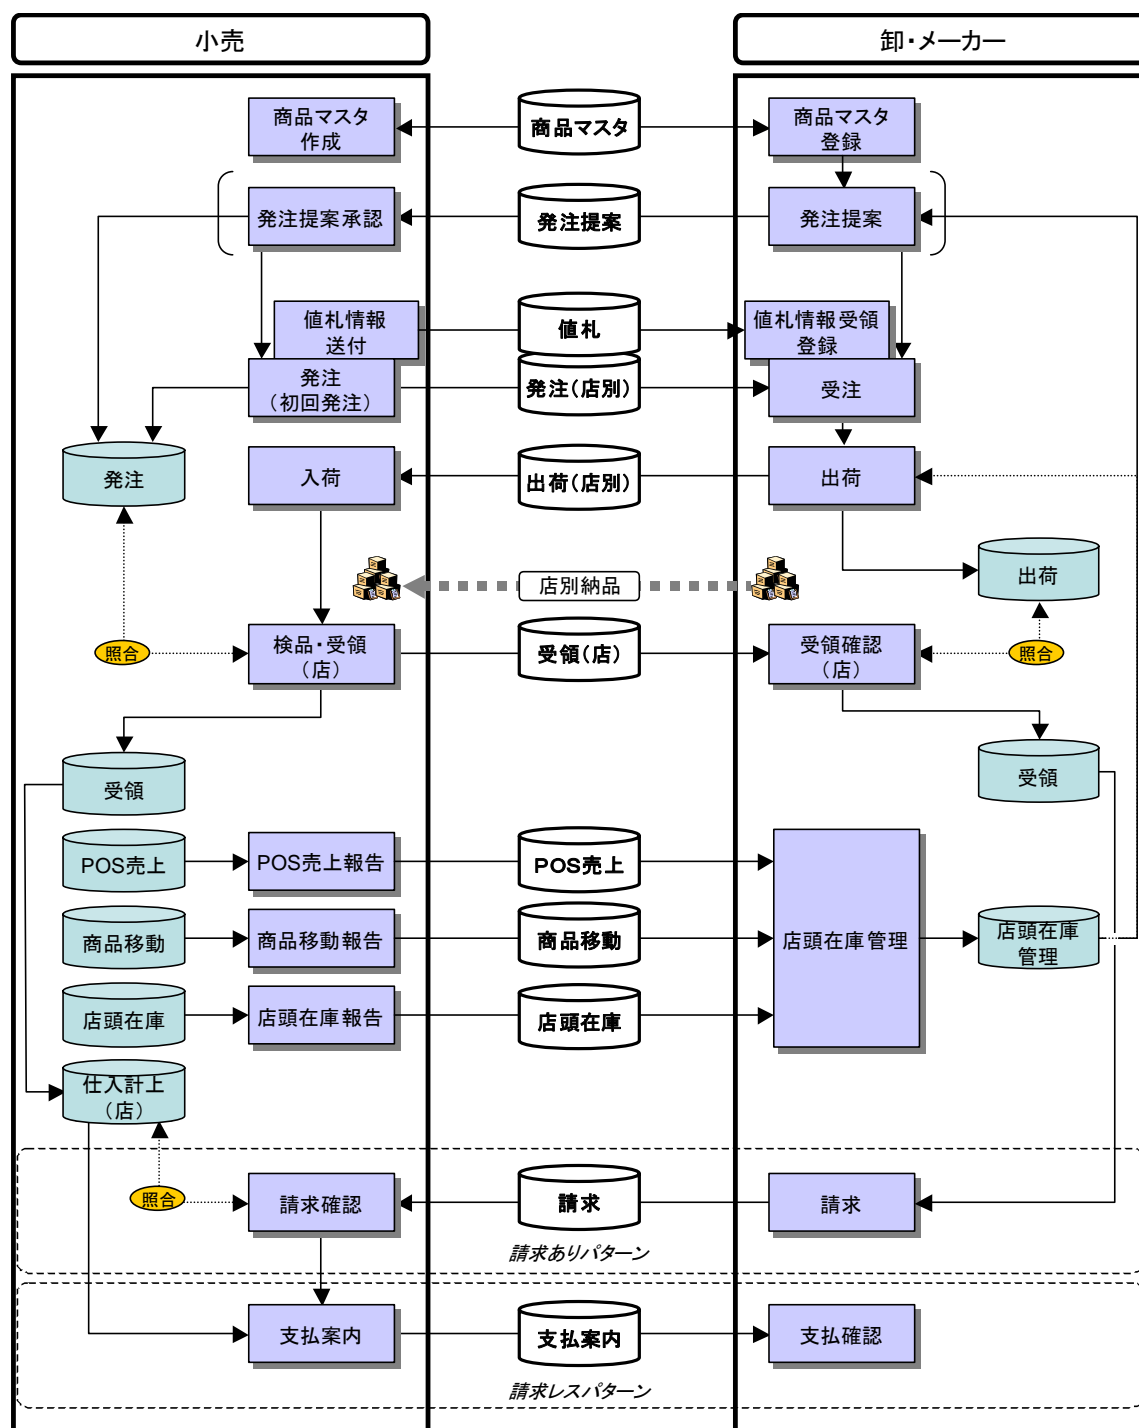 小売
卸・メーカー
商品マスタ
作成
商品マスタ
商品マスタ
登録
発注提案承認
発注提案
発注提案
値札情報
送付
値札
値札情報受領
登録
発注
（初回発注）
発注（店別）
受注
発注
入荷
出荷（店別）
出荷
店別納品
出荷
照合
検品・受領
（店）
受領（店）
受領確認
（店）
照合
受領
受領
POS売上
POS売上報告
POS売上
商品移動
商品移動報告
商品移動
店頭在庫管理
店頭在庫
管理
店頭在庫
店頭在庫報告
店頭在庫
仕入計上
（店）
照合
請求確認
請求
請求
請求ありパターン
支払案内
支払案内
支払確認
請求レスパターン